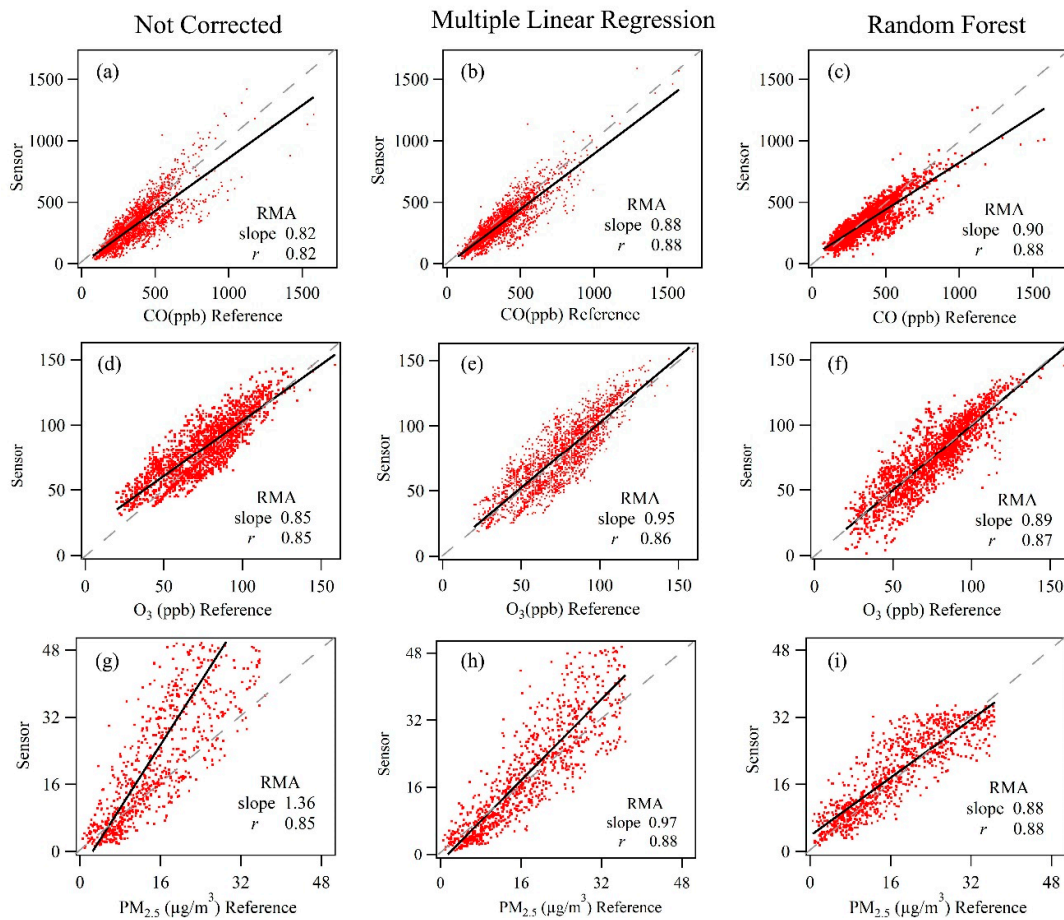 Not Corrected
Multiple Linear Regression
Random Forest
(a)
1500
1000
500
0
Sensor
RMA
slope 0.82
r 0.82
0 500 1000 1500
CO(ppb) Reference
(b)
1500
1000
500
0
Sensor
RMA
slope 0.88
r 0.88
0 500 1000 1500
CO(ppb) Reference
(c)
1500
1000
500
0
Sensor
RMA
slope 0.90
r 0.88
0 500 1000 1500
CO (ppb) Reference
(d)
150
100
50
0
Sensor
RMA
slope 0.85
r 0.85
0 50 100 150
O₃ (ppb) Reference
(e)
150
100
50
0
Sensor
RMA
slope 0.95
r 0.86
0 50 100 150
O₃(ppb) Reference
(f)
150
100
50
0
Sensor
RMA
slope 0.89
r 0.87
0 50 100 150
O₃ (ppb) Reference
(g)
48
32
16
0
Sensor
RMA
slope 1.36
r 0.85
0 16 32 48
PM₂.₅ (µg/m³) Reference
(h)
48
32
16
0
Sensor
RMA
slope 0.97
r 0.88
0 16 32 48
PM₂.₅ (µg/m³) Reference
(i)
48
32
16
0
Sensor
RMA
slope 0.88
r 0.88
0 16 32 48
PM₂.₅ (µg/m³) Reference